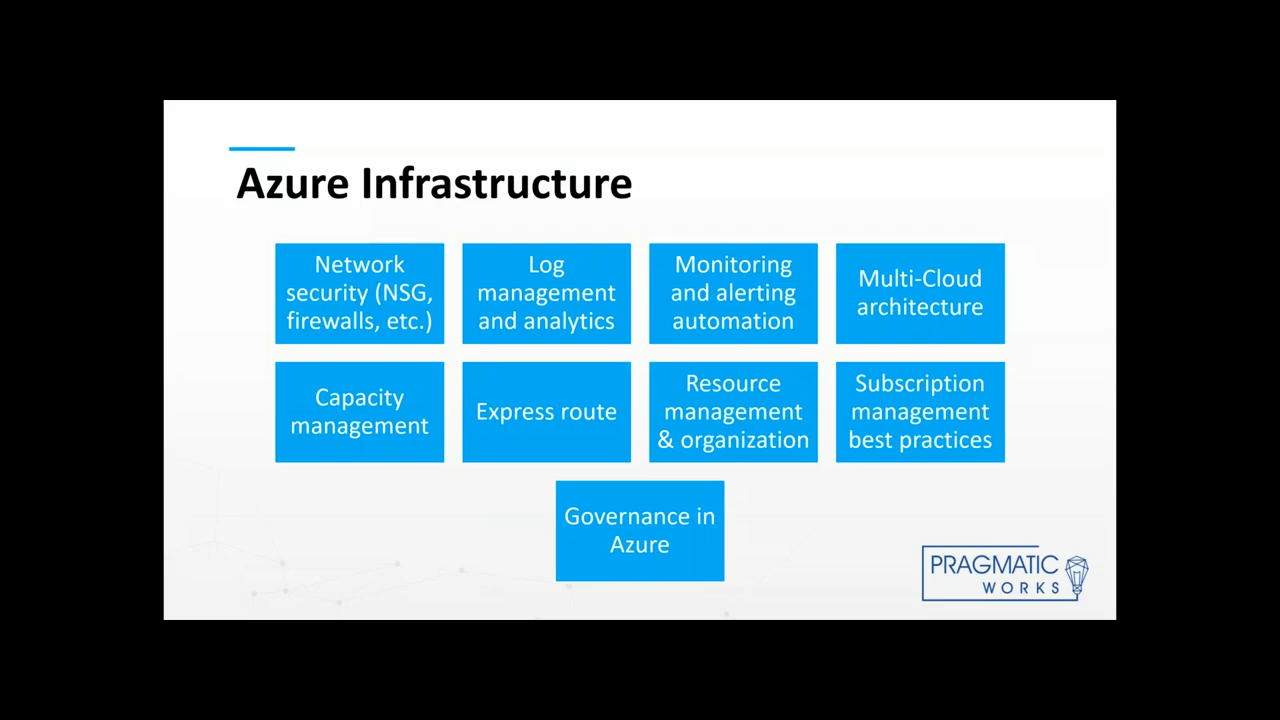 Azure Infrastructure
Network
security (NSG,
firewalls, etc.)
Log
management
and analytics
Monitoring
and alerting
automation
Multi-Cloud
architecture
Capacity
management
Express route
Resource
management
& organization
Subscription
management
best practices
Governance in
Azure
PRAGMATIC
WORKS